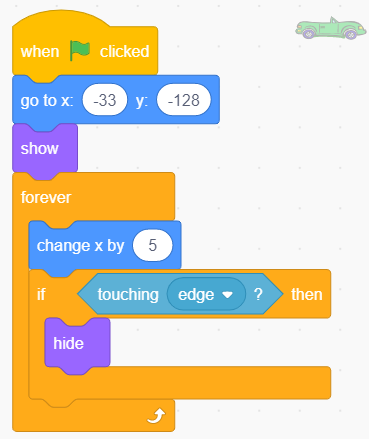 when clicked
go to x: -33 y: -128
show
forever
change x by 5
if touching edge ? then
hide